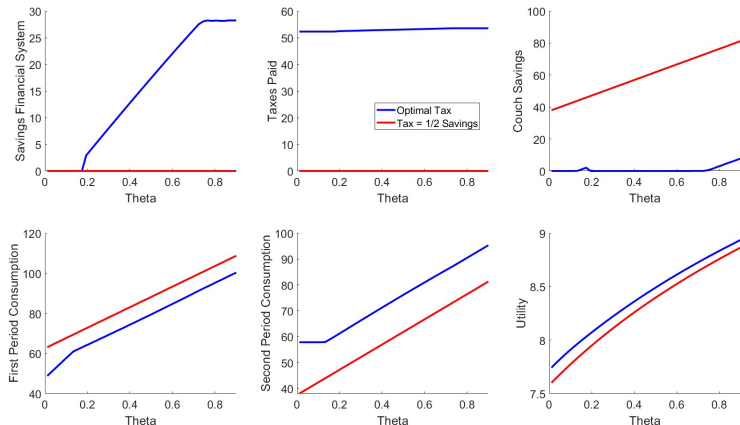 30
25
20
15
10
5
0
0 0.2 0.4 0.6 0.8
Savings Financial System
Theta
60
50
40
30
20
10
0
0 0.2 0.4 0.6 0.8
Taxes Paid
Theta
Optimal Tax
Tax = 1/2 Savings
100
80
60
40
20
0
0 0.2 0.4 0.6 0.8
Couch Savings
Theta
120
100
80
60
40
0 0.2 0.4 0.6 0.8
First Period Consumption
Theta
100
90
80
70
60
50
40
0 0.2 0.4 0.6 0.8
Second Period Consumption
Theta
9
8.5
8
7.5
0 0.2 0.4 0.6 0.8
Utility
Theta